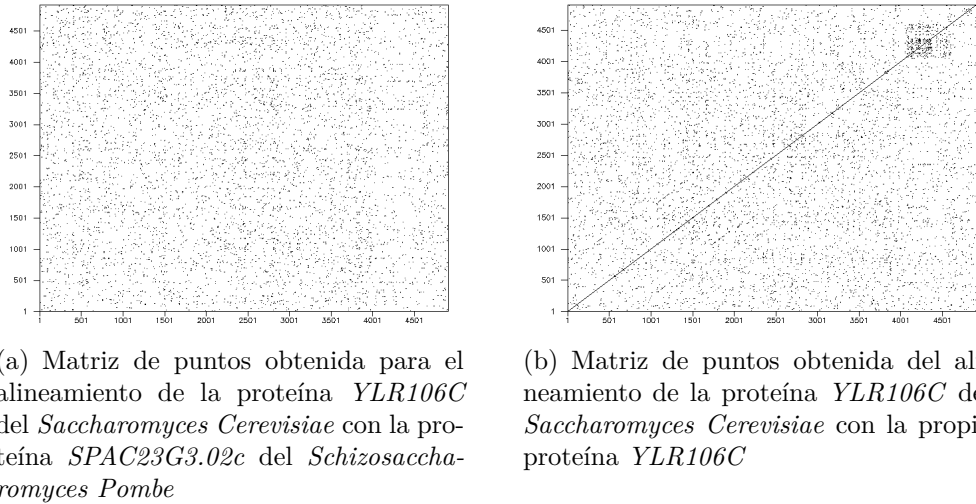 4501
4001
3501
3001
2501
2001
1501
1001
501
1
1 501 1001 1501 2001 2501 3001 3501 4001 4501
4501
4001
3501
3001
2501
2001
1501
1001
501
1
1 501 1001 1501 2001 2501 3001 3501 4001 4501
(a) Matriz de puntos obtenida para el
alineamiento de la proteína YLR106C
del Saccharomyces Cerevisiae con la pro-
teína SPAC23G3.02c del Schizosaccha-
romyces Pombe
(b) Matriz de puntos obtenida del al
neamiento de la proteína YLR106C de
Saccharomyces Cerevisiae con la propi
proteína YLR106C